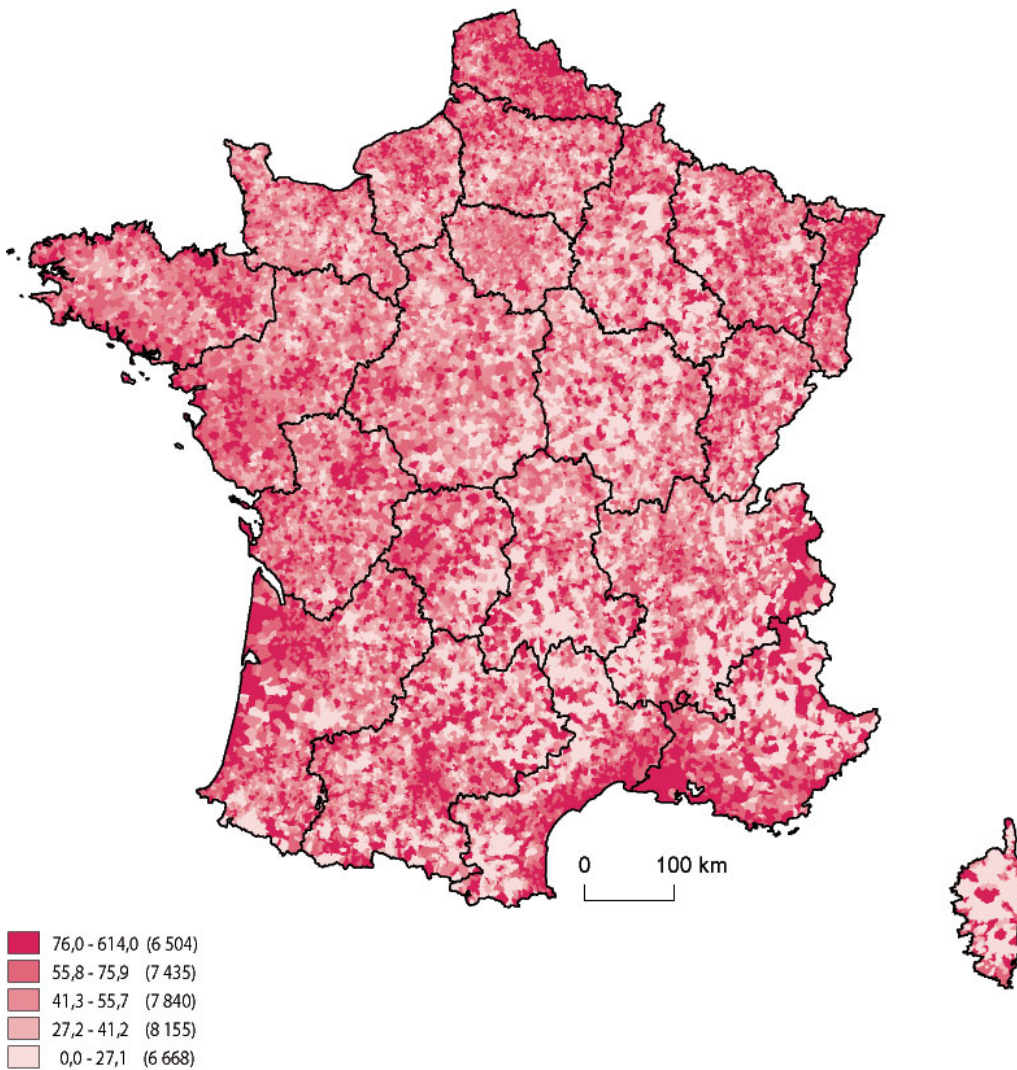 0 100 km
76,0 - 614,0 (6 504)
55,8 - 75,9 (7 435)
41,3 - 55,7 (7 840)
27,2 - 41,2 (8 155)
0,0 - 27,1 (6 668)